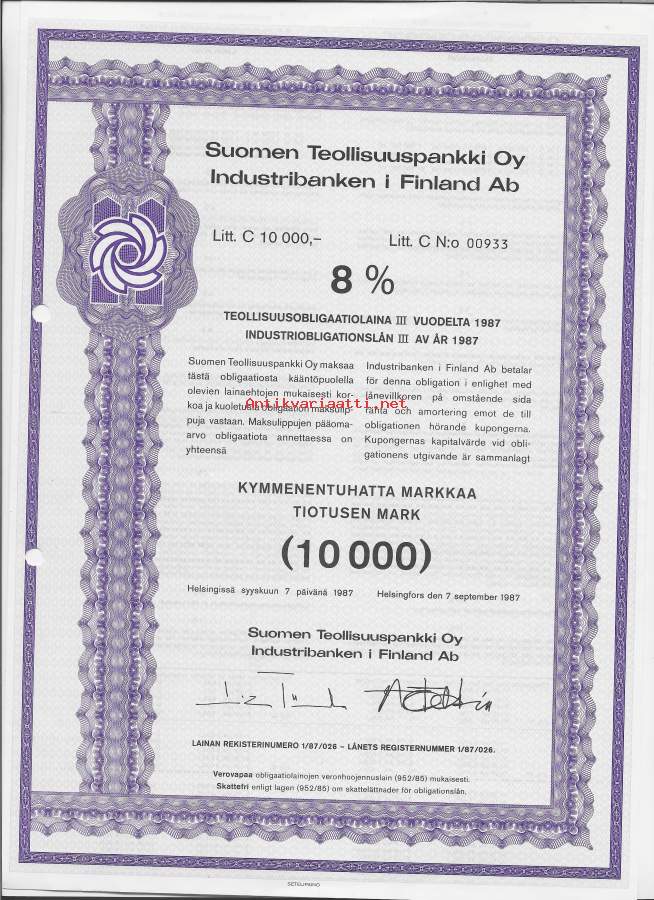 Suomen Teollisuuspankki Oy
Industribanken i Finland Ab
Litt. C 10 000,–
Litt. C N:o 00933
8 %
TEOLLISUUSOBLIGAATIOLAINA III VUODELTA 1987
INDUSTRIOBLIGATIONSLÅN III AV ÅR 1987
Suomen Teollisuuspankki Oy maksaa
tästä obligaatiosta kääntöpuolella
olevien lainaehtojen mukaisesti kor-
koa ja kuoletusta obligaation maksulip-
puja vastaan. Maksulippujen pääoma-
arvo obligaatiota annettaessa on
yhteensä
Industribanken i Finland Ab betalar
för denna obligation i enlighet med
lånevillkoren på omstående sida
ränta och amortering emot de till
obligationen hörande kupongerna.
Kupongernas kapitalvärde vid obli-
gationens utgivande är sammanlagt
Antikvariaatti.net
KYMMENENTUHATTA MARKKAA
TIOTUSEN MARK
(10 000)
Helsingissä syyskuun 7 päivänä 1987
Helsingfors den 7 september 1987
Suomen Teollisuuspankki Oy
Industribanken i Finland Ab
LAINAN REKISTERINUMERO 1/87/026 – LÅNETS REGISTERNUMMER 1/87/026.
Verovapaa obligaatiolainojen veronhuojennuslain (952/85) mukaisesti.
Skattefri enligt lagen (952/85) om skattelättnader för obligationslån.
SETELIPAINO